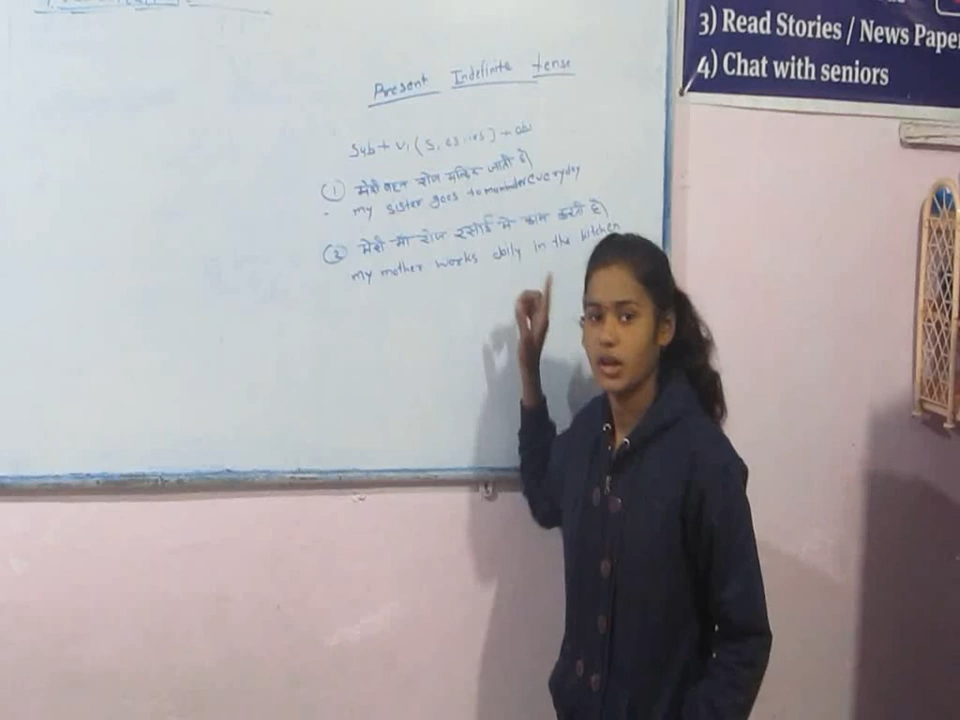 3) Read Stories / News Paper
4) Chat with seniors
Present Indefinite tense
Sub + V1 (s, es, ies) + obj
① मेरी बहन रोज मन्दिर जाती है।
my sister goes to maninder everyday
② मेरी माँ रोज रसोई मे काम करती है।
my mother works daily in the kitchen